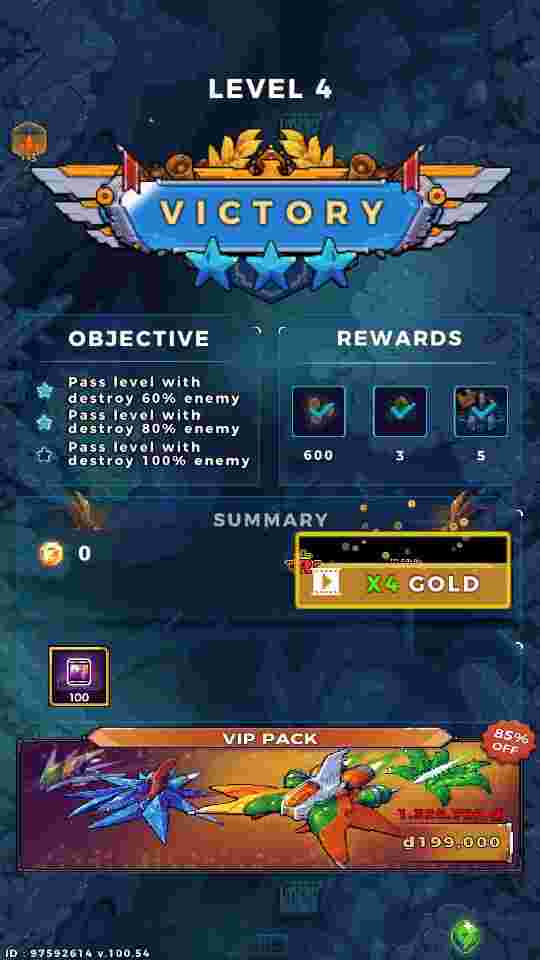 LEVEL 4
VICTORY
OBJECTIVE
Pass level with
destroy 60% enemy
Pass level with
destroy 80% enemy
Pass level with
destroy 100% enemy
REWARDS
600
3
5
SUMMARY
0
X4 GOLD
100
VIP PACK
85%
OFF
đ199,000
ID : 97592614 v.100.54